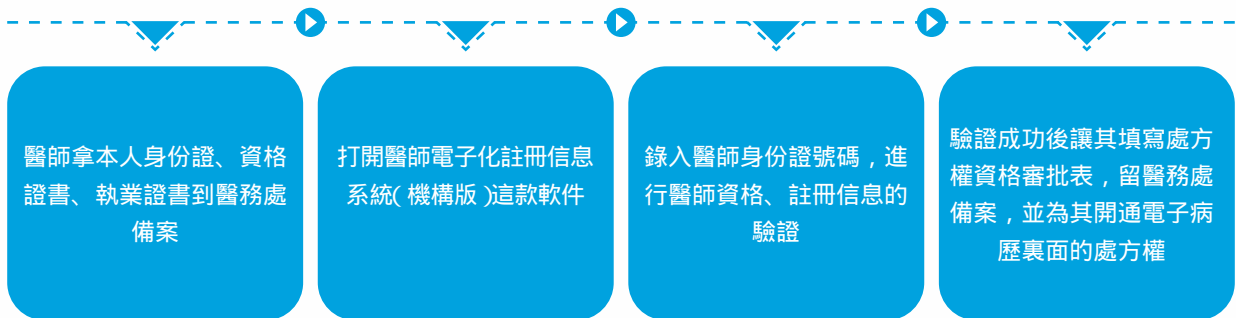 醫師拿本人身份證、資格
證書、執業證書到醫務處
備案
打開醫師電子化註冊信息
系統(機構版)這款軟件
錄入醫師身份證號碼，進
行醫師資格、註冊信息的
驗證
驗證成功後讓其填寫處方
權資格審批表，留醫務處
備案，並為其開通電子病
歷裏面的處方權